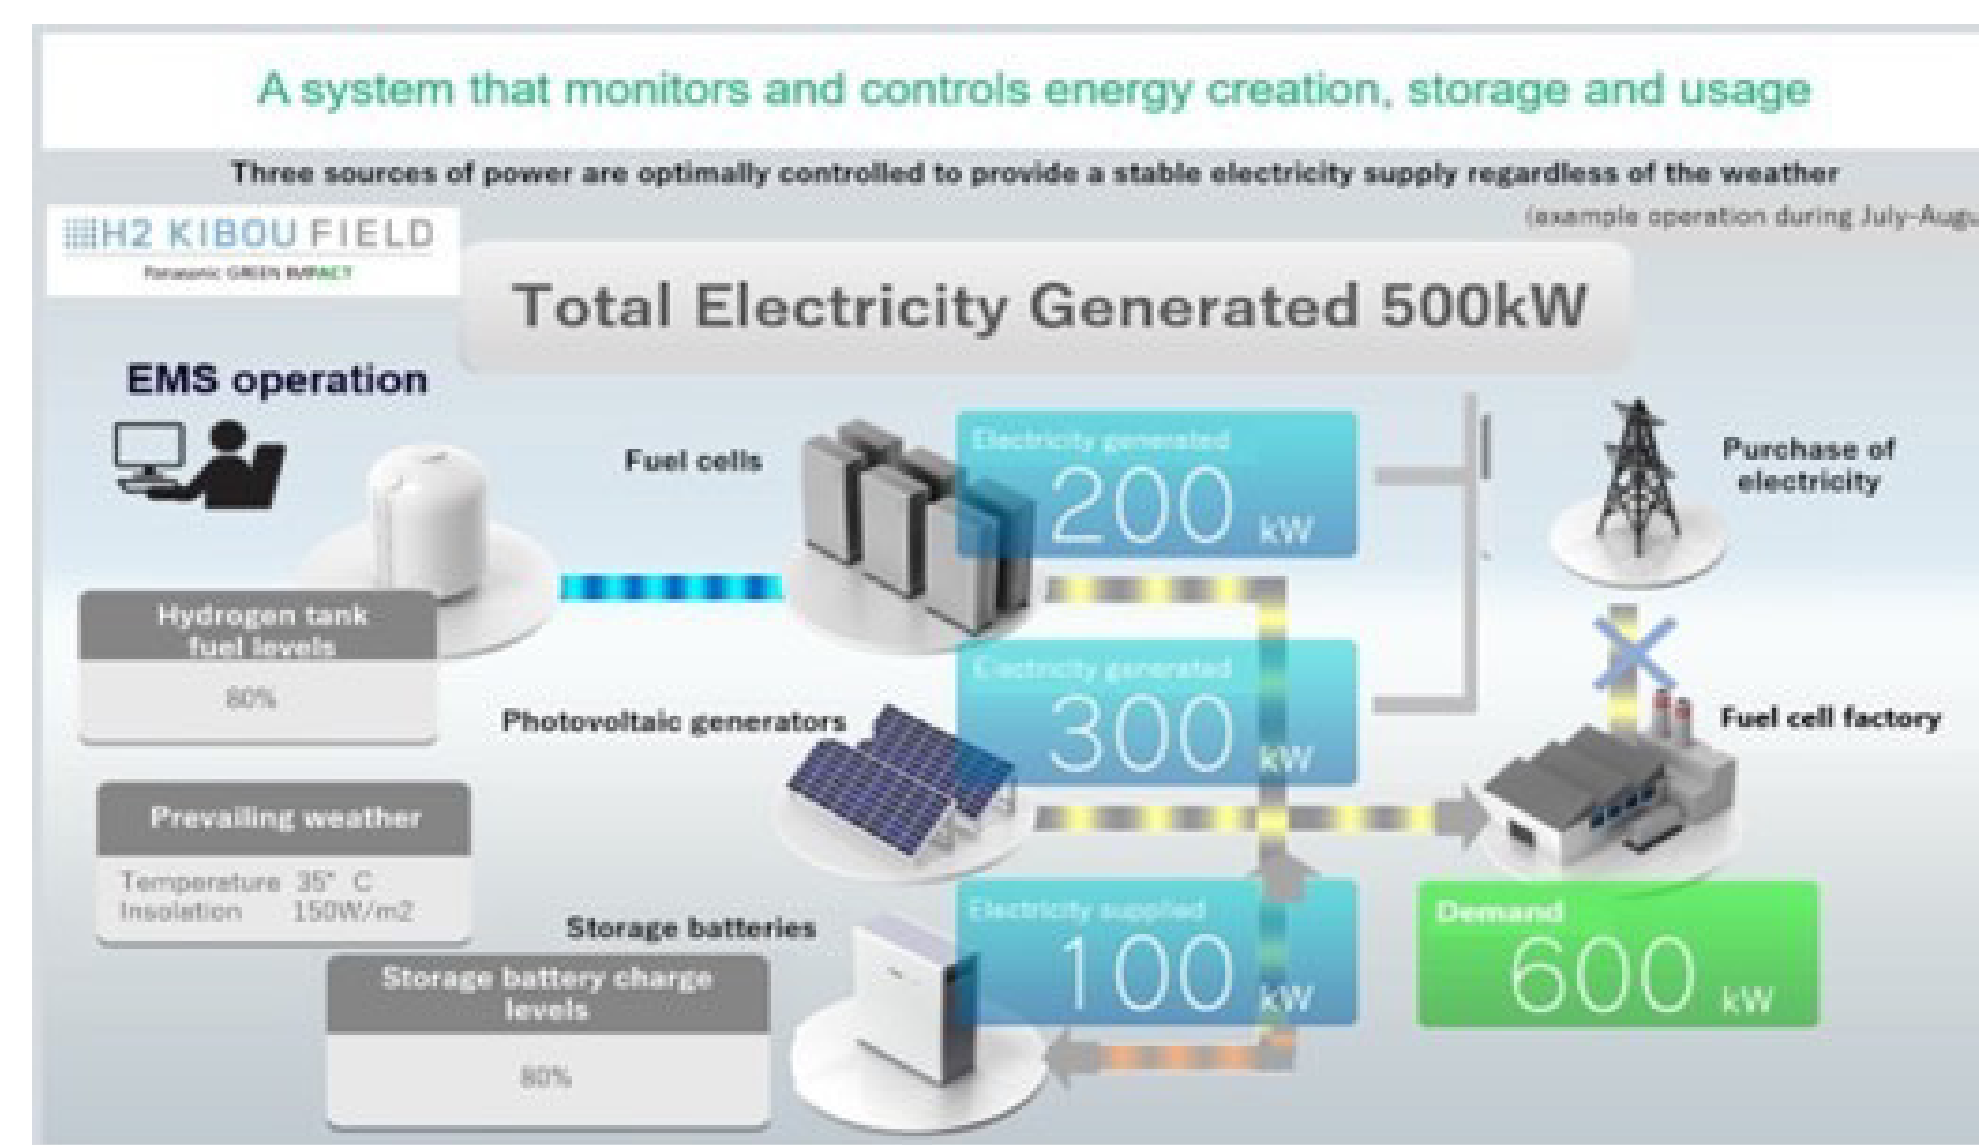 A system that monitors and controls energy creation, storage and usage
Three sources of power are optimally controlled to provide a stable electricity supply regardless of the weather
(example operation during July-Augu
H2 KIBOU FIELD
Panasonic GREEN IMPACT
Total Electricity Generated 500kW
EMS operation
Fuel cells
Electricity generated
200 kW
Purchase of
electricity
Hydrogen tank
fuel levels
80%
Electricity generated
300 kW
Photovoltaic generators
Fuel cell factory
Prevailing weather
Temperature 35° C
Insolation 150W/m2
Storage batteries
Electricity supplied
100 kW
Demand
600 kW
Storage battery charge
levels
80%